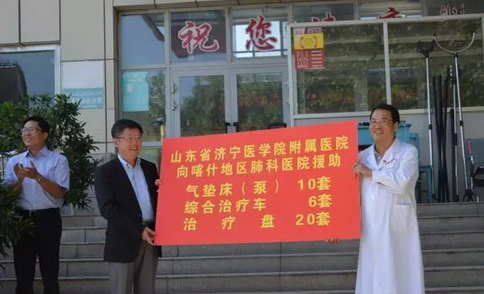 祝您健康
山东省济宁医学院附属医院
向喀什地区肺科医院援助
气垫床（泵） 10套
综合治疗车 6套
治疗盘 20套